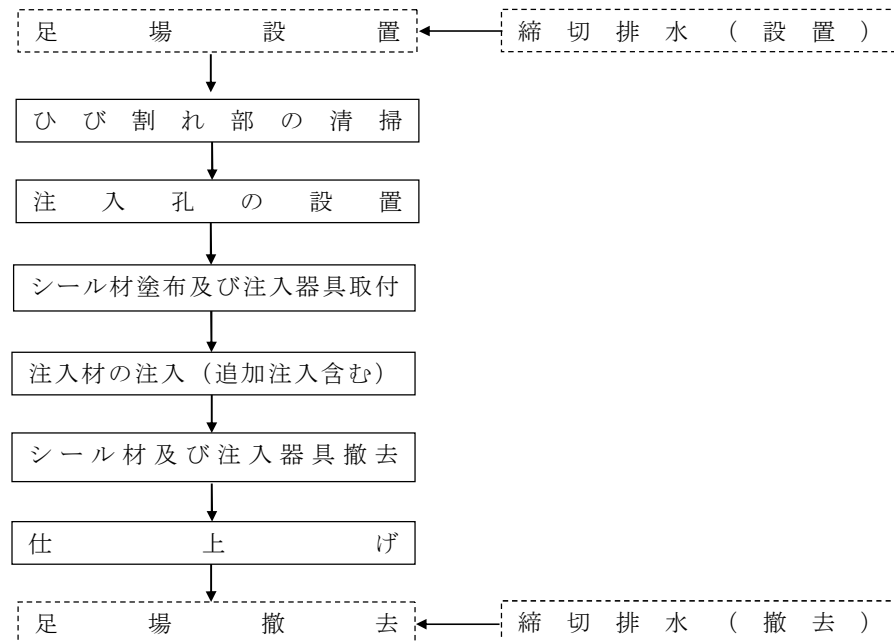 足場設置
締切排水(設置)
ひび割れ部の清掃
注入孔の設置
シール材塗布及び注入器具取付
注入材の注入(追加注入含む)
シール材及び注入器具撤去
仕上げ
足場撤去
締切排水(撤去)